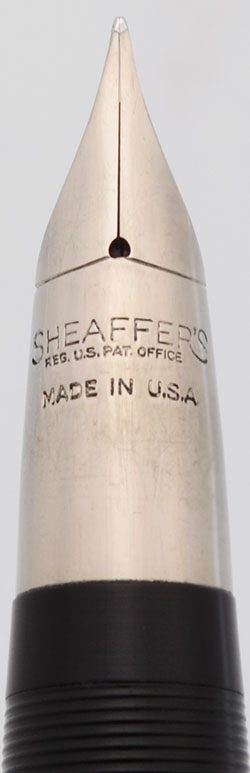 SHEAFFER'S
REG. U.S. PAT. OFFICE
MADE IN U.S.A.